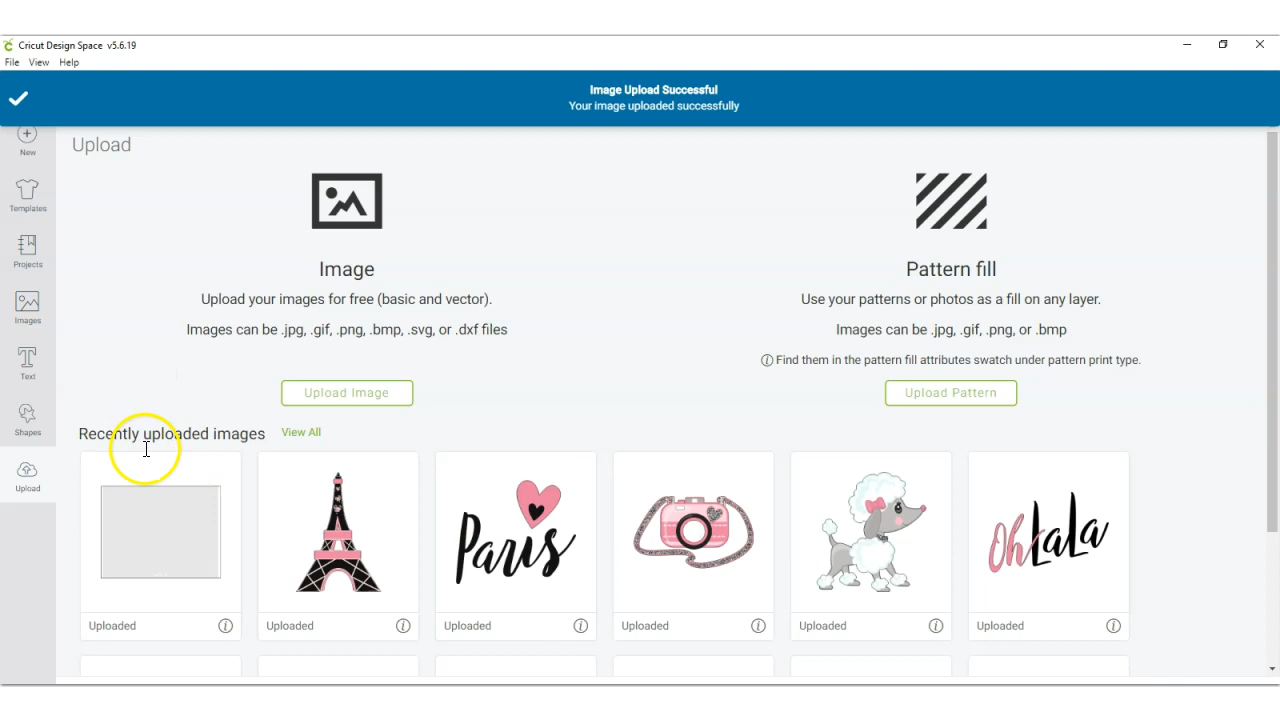 Cricut Design Space v5.6.19
File View Help
Image Upload Successful
Your image uploaded successfully
New
Templates
Projects
Images
Text
Shapes
Upload
Upload
Image
Upload your images for free (basic and vector).
Images can be .jpg, .gif, .png, .bmp, .svg, or .dxf files
Upload Image
Pattern fill
Use your patterns or photos as a fill on any layer.
Images can be .jpg, .gif, .png, or .bmp
Find them in the pattern fill attributes swatch under pattern print type.
Upload Pattern
Recently uploaded images View All
Paris
Oh LaLa
Uploaded
Uploaded
Uploaded
Uploaded
Uploaded
Uploaded